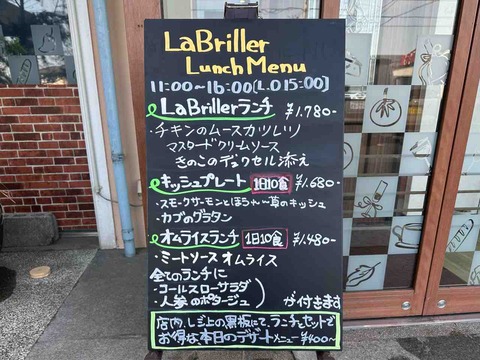 LaBriller
Lunch Menu
11:00~16:00(L.O 15:00)
LaBrillerランチ ¥1.780-
・チキンのムースカツレツ
マスタードクリームソース
きのこのデュクセル添え
キッシュプレート 1日10食 ¥1.680-
・スモークサーモンとほうれん草のキッシュ
・カブのグラタン
オムライスランチ 1日10食 ¥1.480-
・ミートソース オムライス
全てのランチに
・コールスローサラダ
・人参のポタージュ が付きます
店内、レジ上の黒板にて、ランチとセットで
お得な本日のデザートメニュー ¥400~